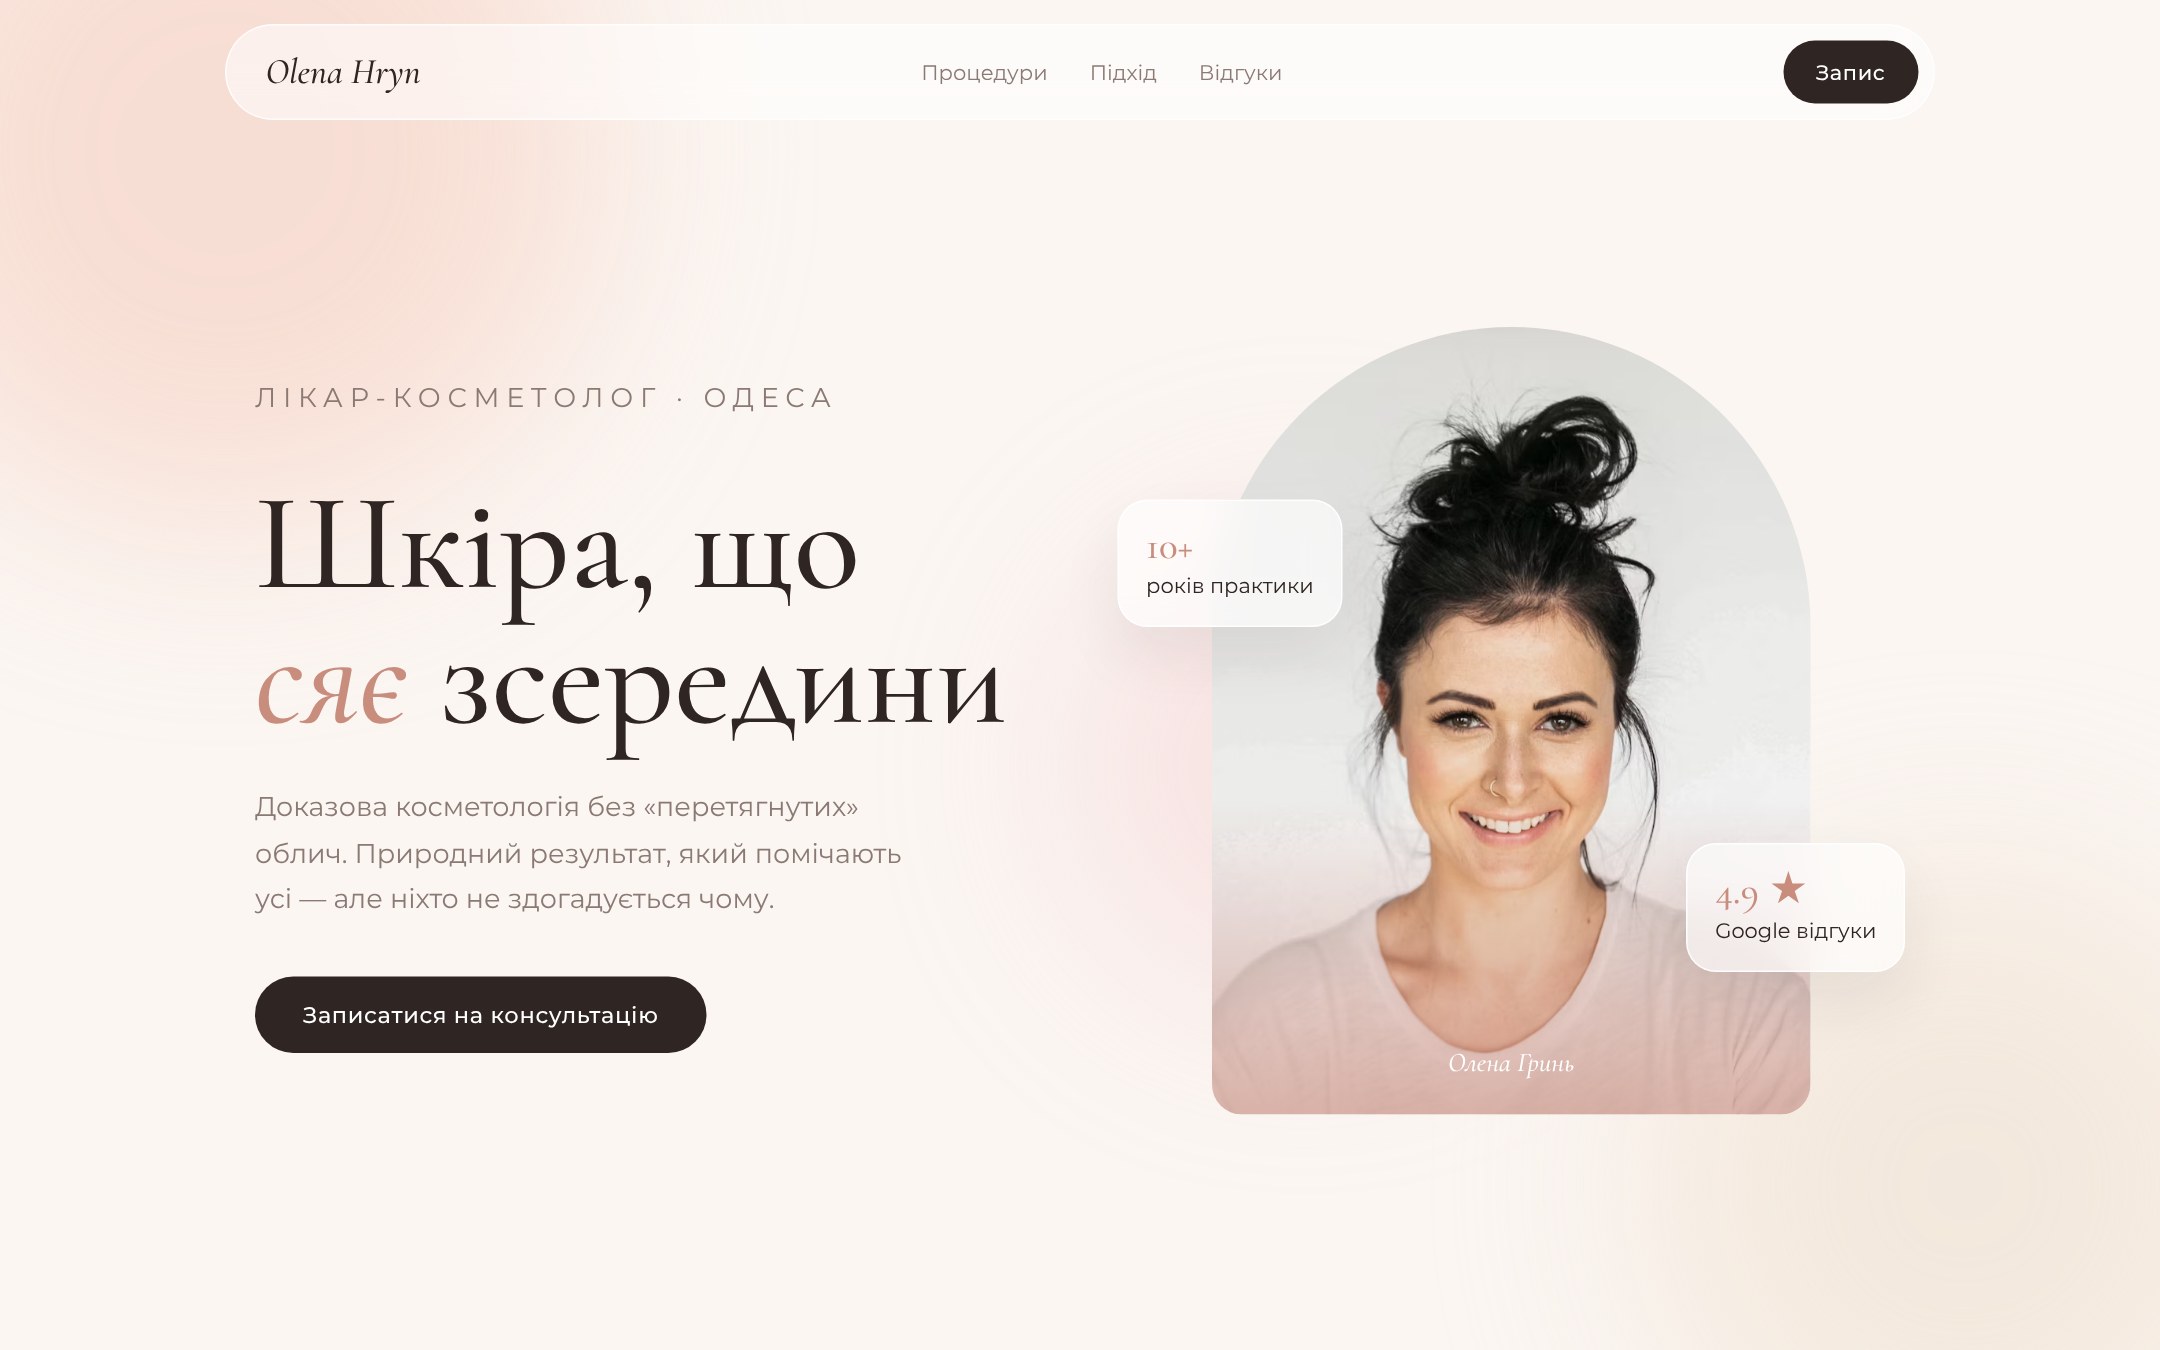 Olena Hryn
Процедури
Підхід
Відгуки
Запис
ЛІКАР-КОСМЕТОЛОГ · ОДЕСА
Шкіра, що
сяє зсередини
Доказова косметологія без «перетягнутих»
облич. Природний результат, який помічають
усі — але ніхто не здогадується чому.
Записатися на консультацію
10+
років практики
4.9 ★
Google відгуки
Олена Гринь